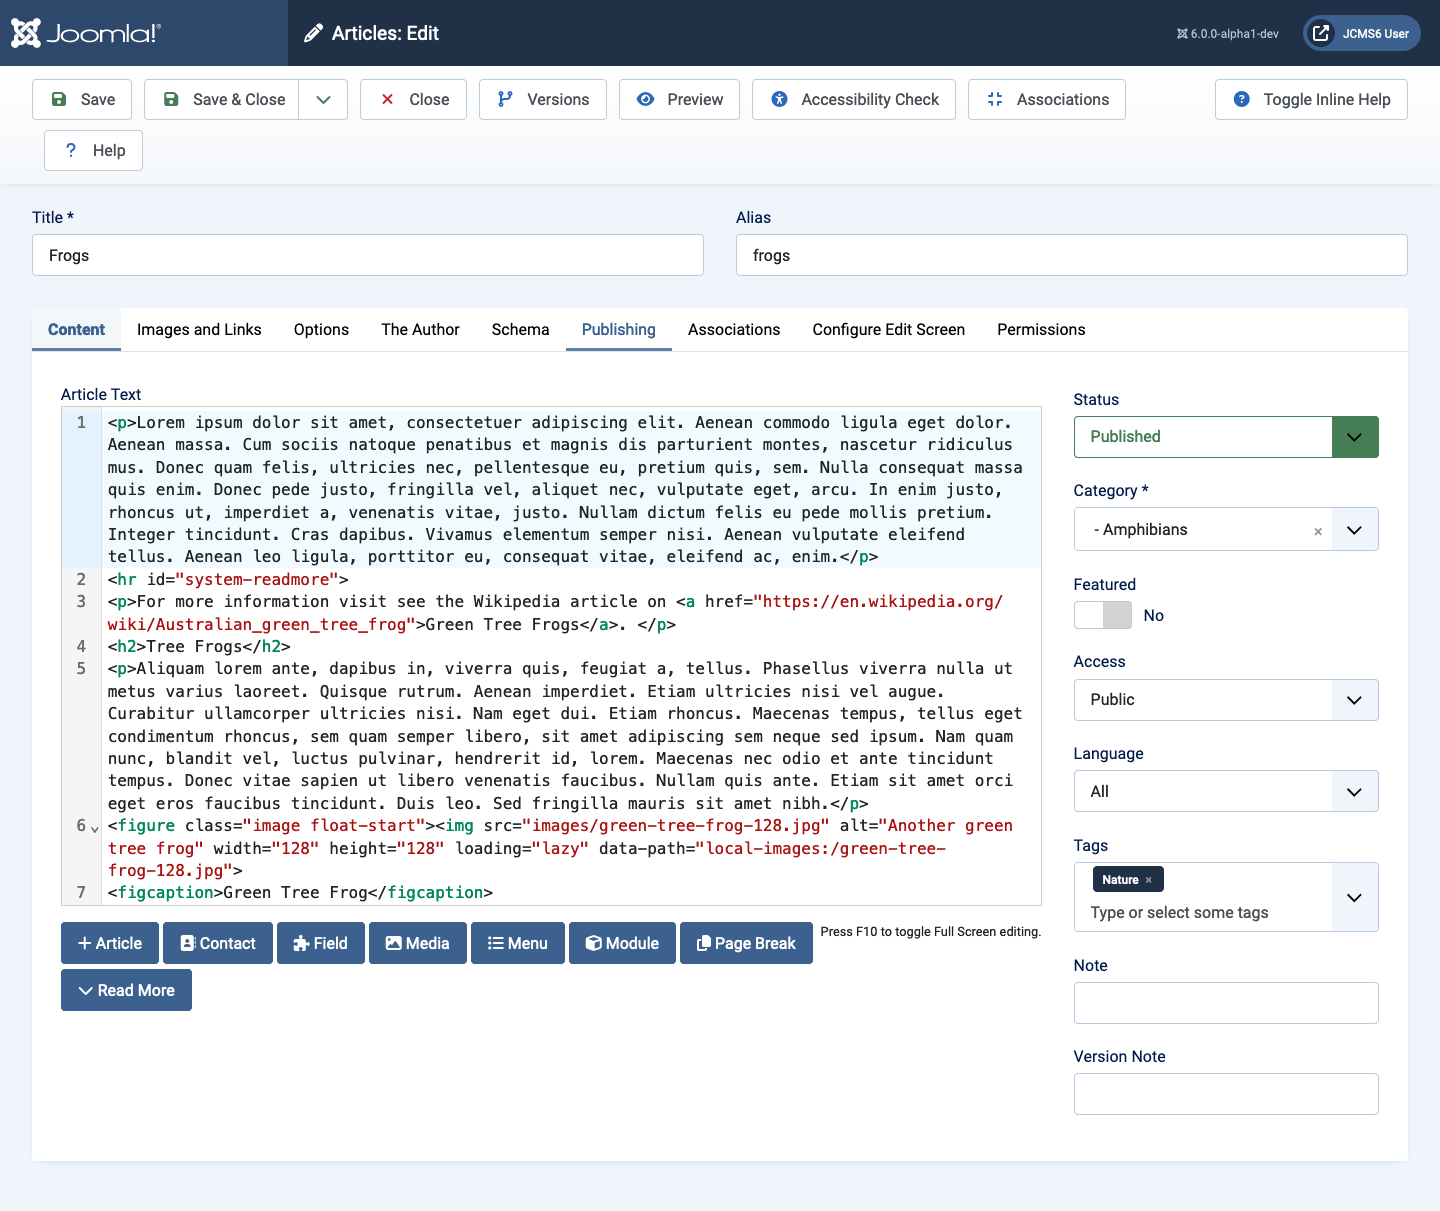 Joomla!
Articles: Edit
6.0.0-alpha1-dev
JCMS6 User
Save
Save & Close
Close
Versions
Preview
Accessibility Check
Associations
Toggle Inline Help
? Help
Title *
Alias
Frogs
frogs
Content
Images and Links
Options
The Author
Schema
Publishing
Associations
Configure Edit Screen
Permissions
Article Text
1 <p>Lorem ipsum dolor sit amet, consectetuer adipiscing elit. Aenean commodo ligula eget dolor.
Aenean massa. Cum sociis natoque penatibus et magnis dis parturient montes, nascetur ridiculus
mus. Donec quam felis, ultricies nec, pellentesque eu, pretium quis, sem. Nulla consequat massa
quis enim. Donec pede justo, fringilla vel, aliquet nec, vulputate eget, arcu. In enim justo,
rhoncus ut, imperdiet a, venenatis vitae, justo. Nullam dictum felis eu pede mollis pretium.
Integer tincidunt. Cras dapibus. Vivamus elementum semper nisi. Aenean vulputate eleifend
tellus. Aenean leo ligula, porttitor eu, consequat vitae, eleifend ac, enim.</p>
2 <hr id="system-readmore">
3 <p>For more information visit see the Wikipedia article on <a href="https://en.wikipedia.org/
wiki/Australian_green_tree_frog">Green Tree Frogs</a>. </p>
4 <h2>Tree Frogs</h2>
5 <p>Aliquam lorem ante, dapibus in, viverra quis, feugiat a, tellus. Phasellus viverra nulla ut
metus varius laoreet. Quisque rutrum. Aenean imperdiet. Etiam ultricies nisi vel augue.
Curabitur ullamcorper ultricies nisi. Nam eget dui. Etiam rhoncus. Maecenas tempus, tellus eget
condimentum rhoncus, sem quam semper libero, sit amet adipiscing sem neque sed ipsum. Nam quam
nunc, blandit vel, luctus pulvinar, hendrerit id, lorem. Maecenas nec odio et ante tincidunt
tempus. Donec vitae sapien ut libero venenatis faucibus. Nullam quis ante. Etiam sit amet orci
eget eros faucibus tincidunt. Duis leo. Sed fringilla mauris sit amet nibh.</p>
6 <figure class="image float-start"><img src="images/green-tree-frog-128.jpg" alt="Another green
tree frog" width="128" height="128" loading="lazy" data-path="local-images:/green-tree-
frog-128.jpg">
7 <figcaption>Green Tree Frog</figcaption>
Article
Contact
Field
Media
Menu
Module
Page Break
Press F10 to toggle Full Screen editing.
Read More
Status
Published
Category *
- Amphibians ×
Featured
No
Access
Public
Language
All
Tags
Nature ×
Type or select some tags
Note
Version Note